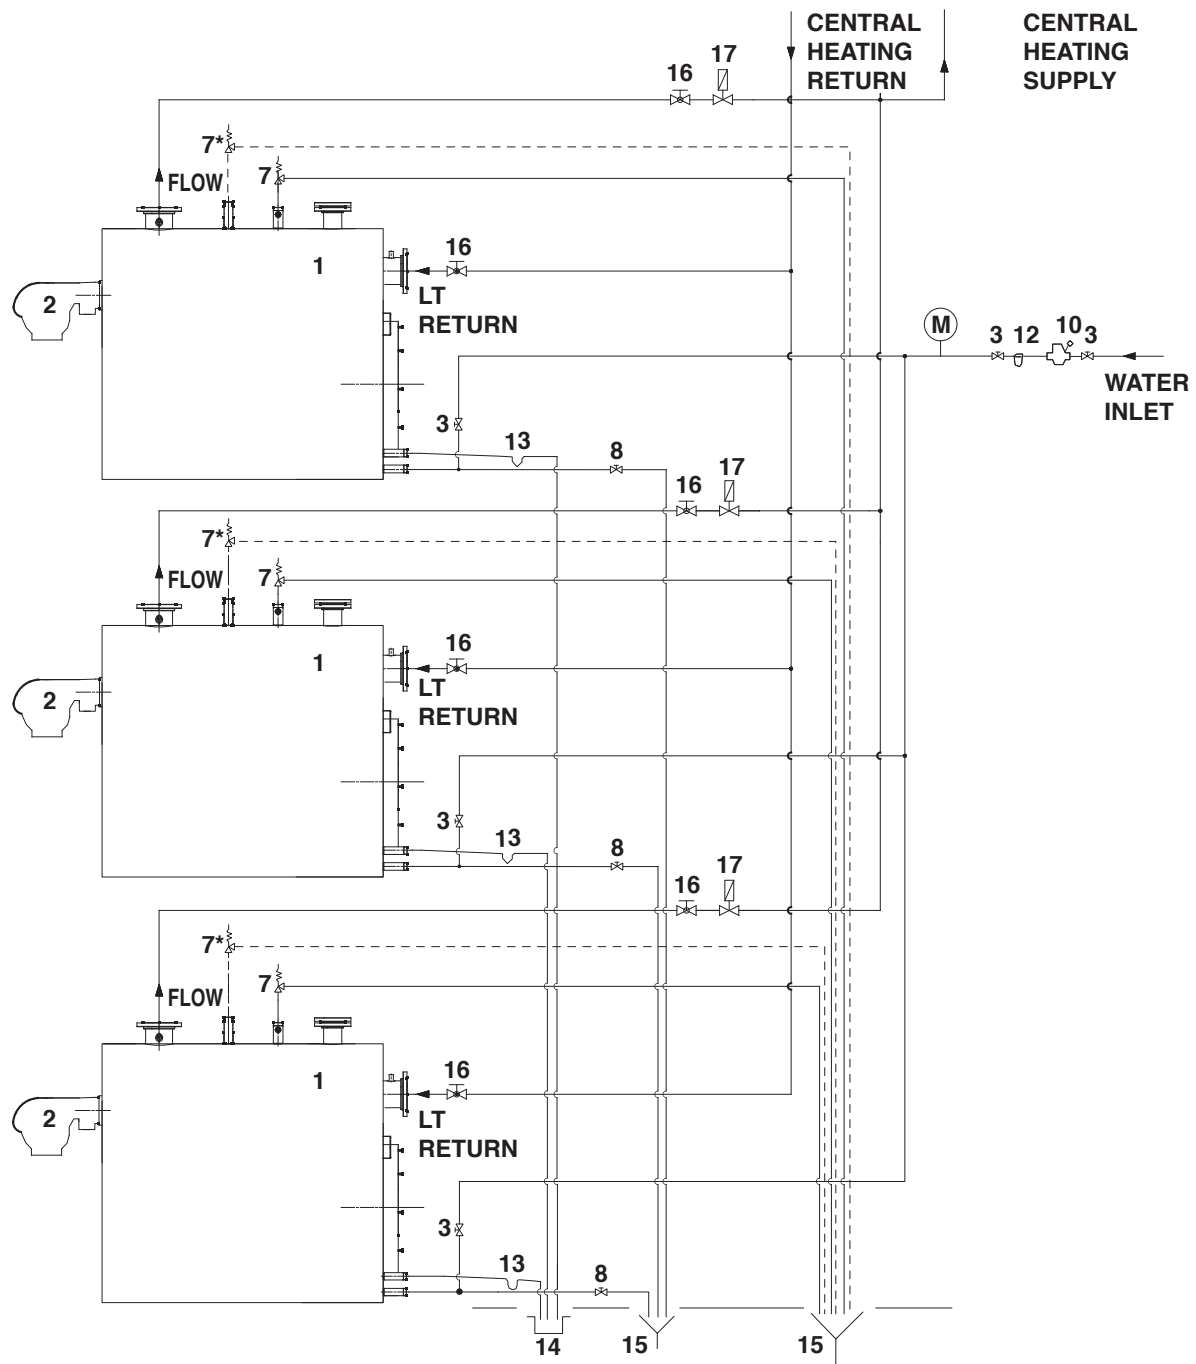 CENTRAL
HEATING
RETURN
CENTRAL
HEATING
SUPPLY
16
17
7*
FLOW
7
1
2
16
LT
RETURN
M
3
12
10
3
WATER
INLET
3
13
8
16
17
7*
FLOW
7
1
2
16
LT
RETURN
3
13
8
16
17
7*
FLOW
7
1
2
16
LT
RETURN
3
13
8
14
15
15